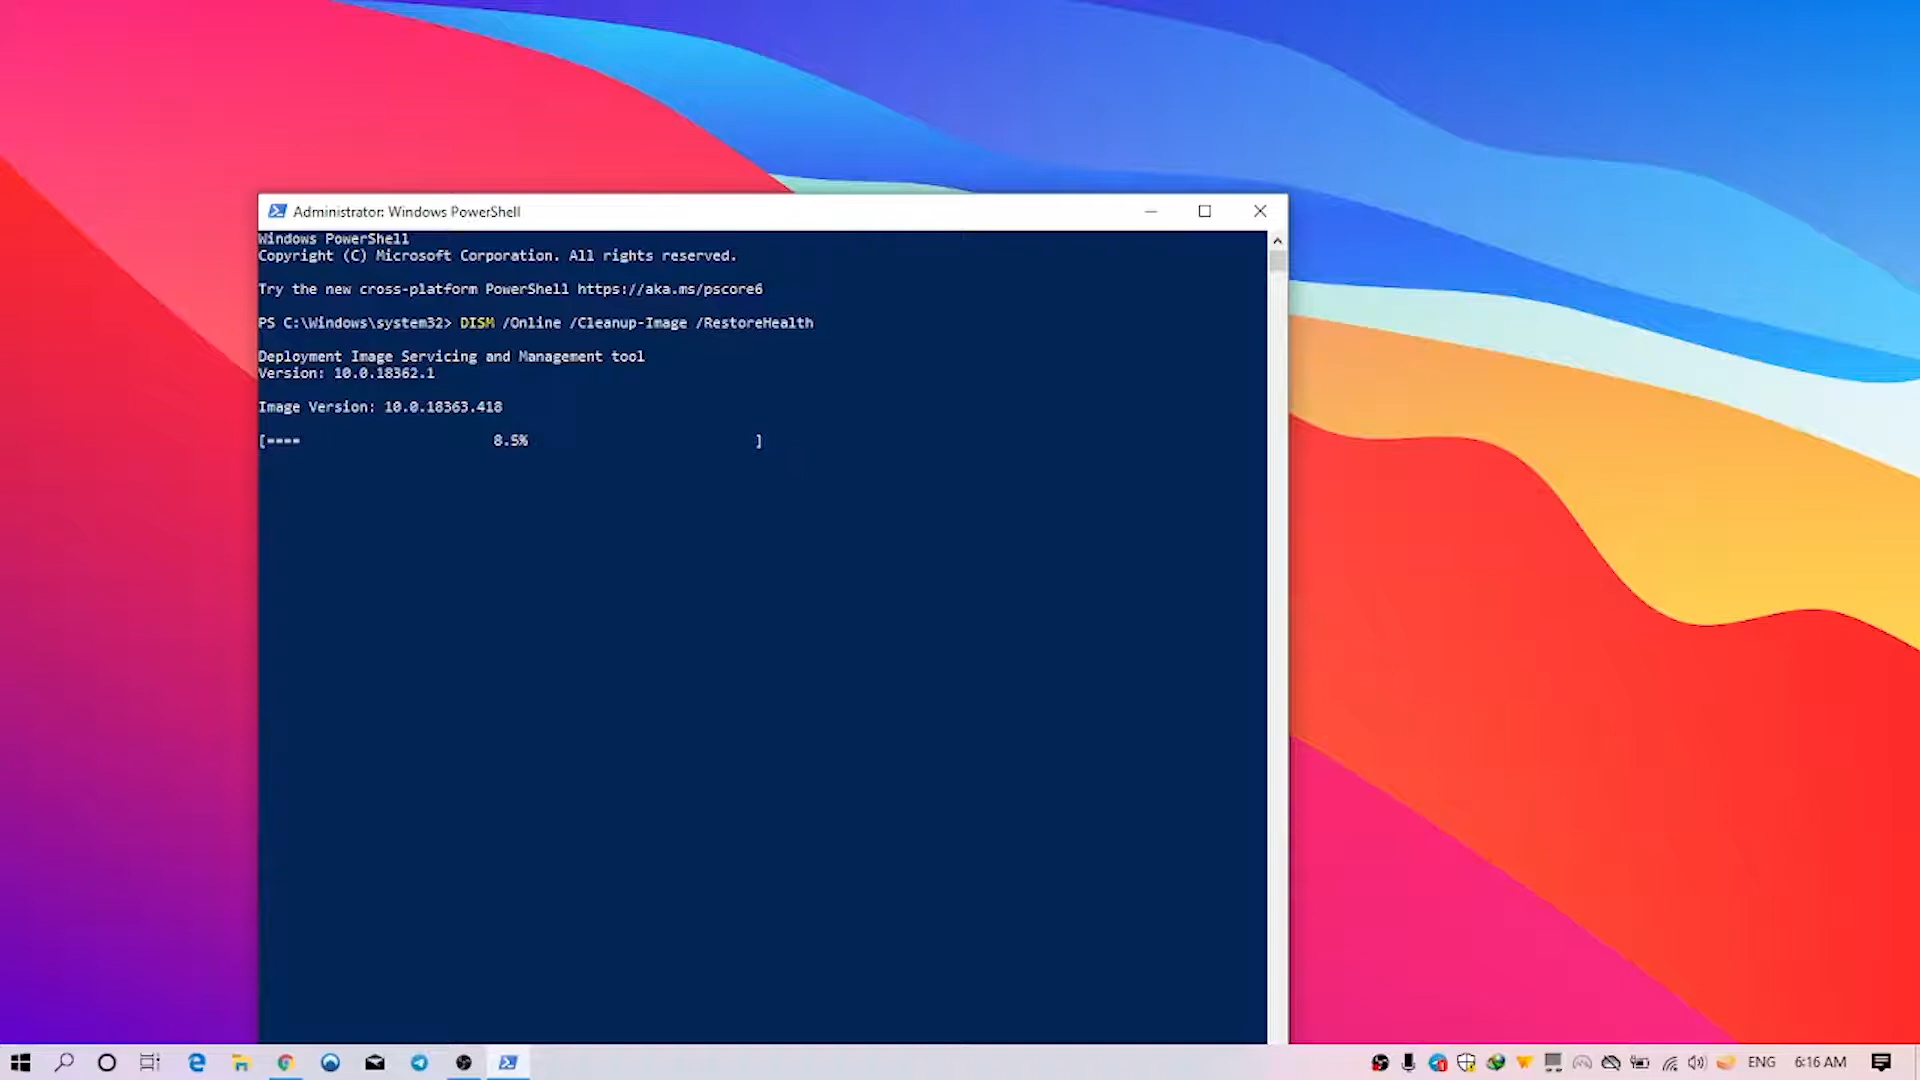 Administrator: Windows PowerShell
Windows PowerShell
Copyright (C) Microsoft Corporation. All rights reserved.
Try the new cross-platform PowerShell https://aka.ms/pscore6
PS C:\Windows\system32> DISM /Online /Cleanup-Image /RestoreHealth
Deployment Image Servicing and Management tool
Version: 10.0.18362.1
Image Version: 10.0.18363.418
[==== 8.5% ]
ENG 6:16 AM